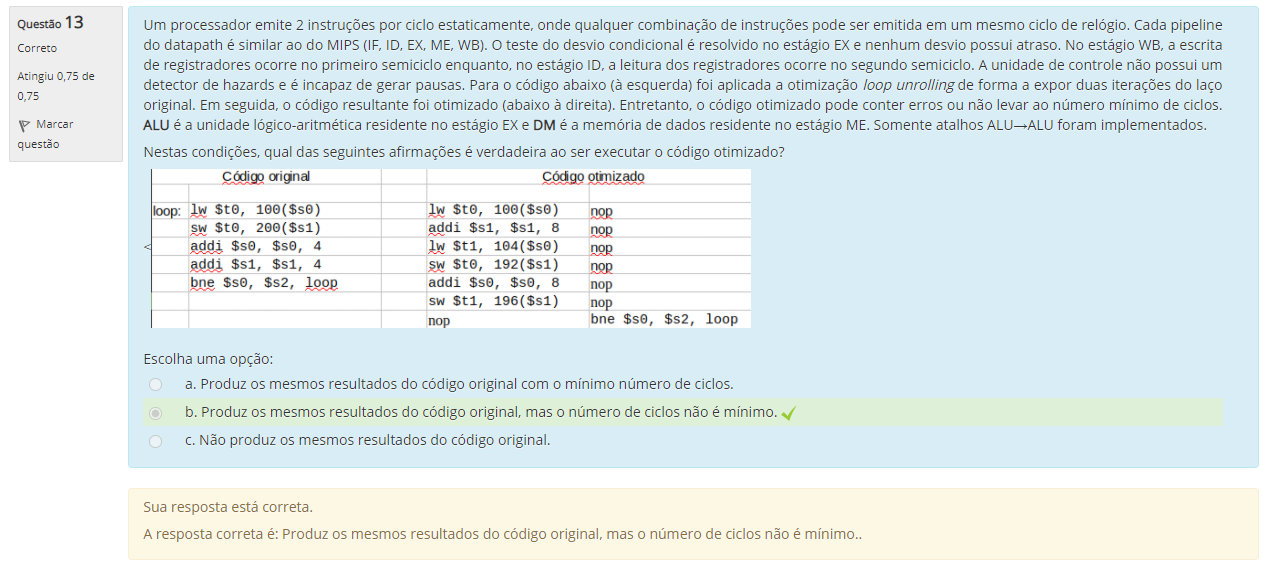 Questão 13
Correto
Atingiu 0,75 de
0,75
Marcar
questão
Um processador emite 2 instruções por ciclo estaticamente, onde qualquer combinação de instruções pode ser emitida em um mesmo ciclo de relógio. Cada pipeline
do datapath é similar ao do MIPS (IF, ID, EX, ME, WB). O teste do desvio condicional é resolvido no estágio EX e nenhum desvio possui atraso. No estágio WB, a escrita
de registradores ocorre no primeiro semiciclo enquanto, no estágio ID, a leitura dos registradores ocorre no segundo semiciclo. A unidade de controle não possui um
detector de hazards e é incapaz de gerar pausas. Para o código abaixo (à esquerda) foi aplicada a otimização loop unrolling de forma a expor duas iterações do laço
original. Em seguida, o código resultante foi otimizado (abaixo à direita). Entretanto, o código otimizado pode conter erros ou não levar ao número mínimo de ciclos.
ALU é a unidade lógico-aritmética residente no estágio EX e DM é a memória de dados residente no estágio ME. Somente atalhos ALU→ALU foram implementados.
Nestas condições, qual das seguintes afirmações é verdadeira ao ser executar o código otimizado?
Código original Código otimizado
loop: lw $t0, 100($s0) lw $t0, 100($s0) nop
sw $t0, 200($s1) addi $s1, $s1, 8 nop
< addi $s0, $s0, 4 lw $t1, 104($s0) nop
addi $s1, $s1, 4 sw $t0, 192($s1) nop
bne $s0, $s2, loop addi $s0, $s0, 8 nop
sw $t1, 196($s1) nop
nop bne $s0, $s2, loop
Escolha uma opção:
a. Produz os mesmos resultados do código original com o mínimo número de ciclos.
b. Produz os mesmos resultados do código original, mas o número de ciclos não é mínimo.
c. Não produz os mesmos resultados do código original.
Sua resposta está correta.
A resposta correta é: Produz os mesmos resultados do código original, mas o número de ciclos não é mínimo..